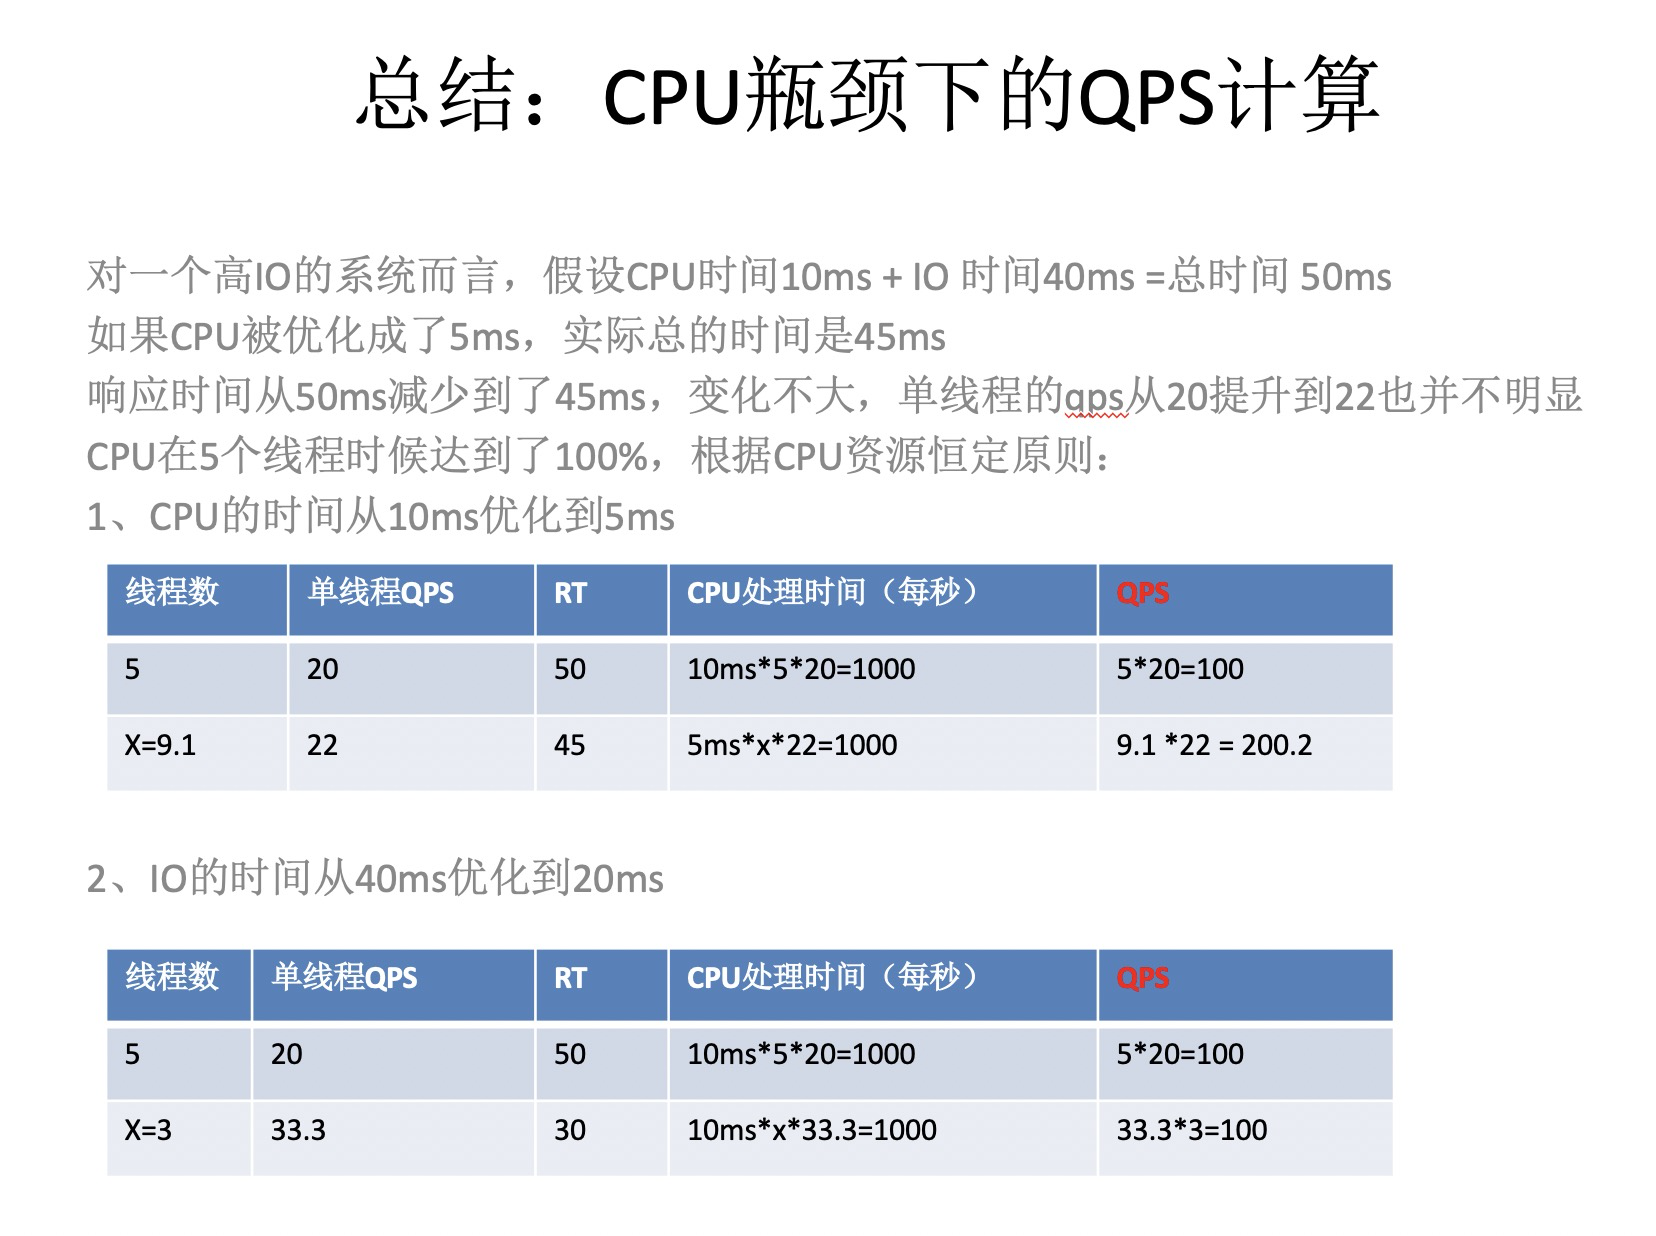 总结：CPU瓶颈下的QPS计算
对一个高IO的系统而言，假设CPU时间10ms + IO 时间40ms =总时间 50ms
如果CPU被优化成了5ms，实际总的时间是45ms
响应时间从50ms减少到了45ms，变化不大，单线程的qps从20提升到22也并不明显
CPU在5个线程时候达到了100%，根据CPU资源恒定原则：
1、CPU的时间从10ms优化到5ms
线程数 单线程QPS RT CPU处理时间（每秒） QPS
5 20 50 10ms*5*20=1000 5*20=100
X=9.1 22 45 5ms*x*22=1000 9.1 *22 = 200.2
2、IO的时间从40ms优化到20ms
线程数 单线程QPS RT CPU处理时间（每秒） QPS
5 20 50 10ms*5*20=1000 5*20=100
X=3 33.3 30 10ms*x*33.3=1000 33.3*3=100